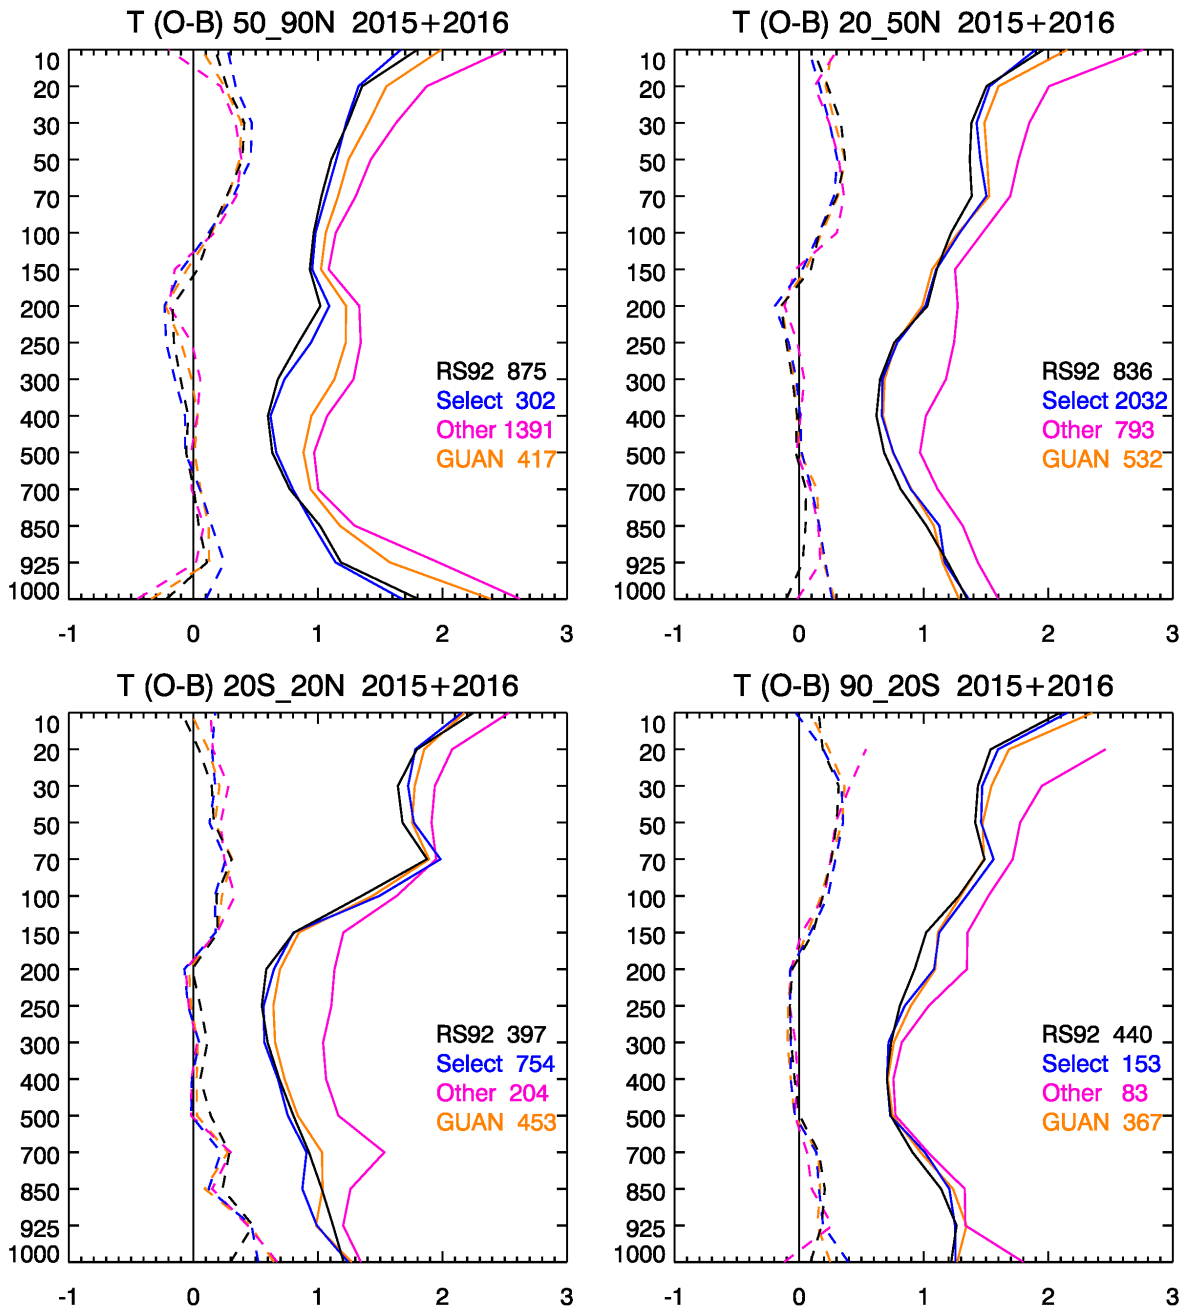 T (O-B) 50_90N 2015+2016
10
20
30
50
70
100
150
200
250
300
400
500
700
850
925
1000
RS92 875
Select 302
Other 1391
GUAN 417
-1 0 1 2 3
T (O-B) 20_50N 2015+2016
10
20
30
50
70
100
150
200
250
300
400
500
700
850
925
1000
RS92 836
Select 2032
Other 793
GUAN 532
-1 0 1 2 3
T (O-B) 20S_20N 2015+2016
10
20
30
50
70
100
150
200
250
300
400
500
700
850
925
1000
RS92 397
Select 754
Other 204
GUAN 453
-1 0 1 2 3
T (O-B) 90_20S 2015+2016
10
20
30
50
70
100
150
200
250
300
400
500
700
850
925
1000
RS92 440
Select 153
Other 83
GUAN 367
-1 0 1 2 3